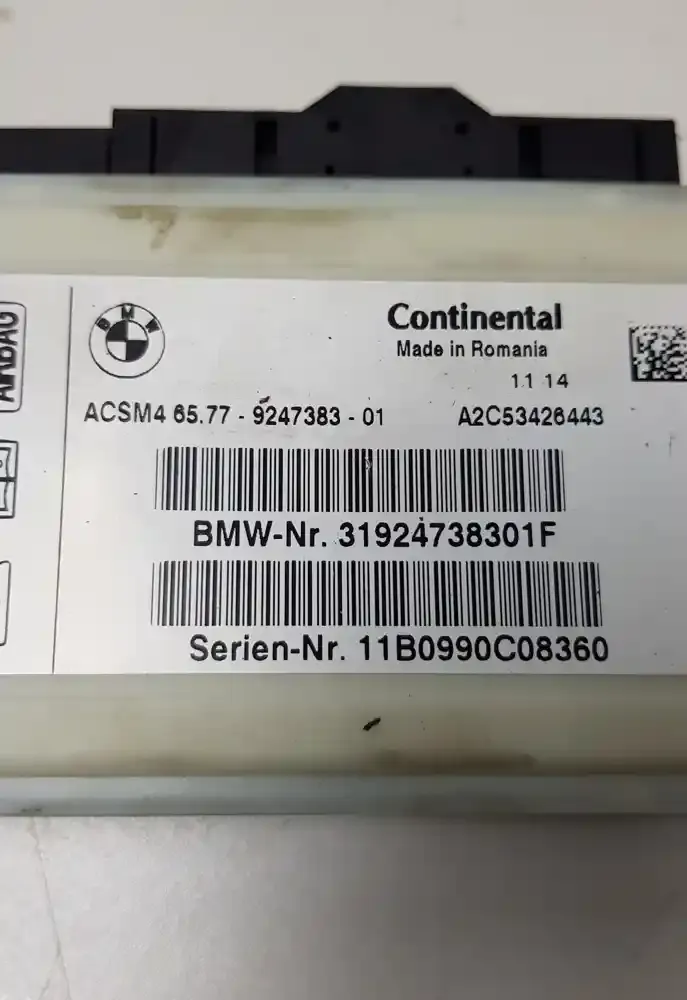 AIRBAG
BMW
Continental
Made in Romania
11 14
ACSM4 65.77 - 9247383 - 01 A2C53426443
BMW-Nr. 31924738301F
Serien-Nr. 11B0990C08360